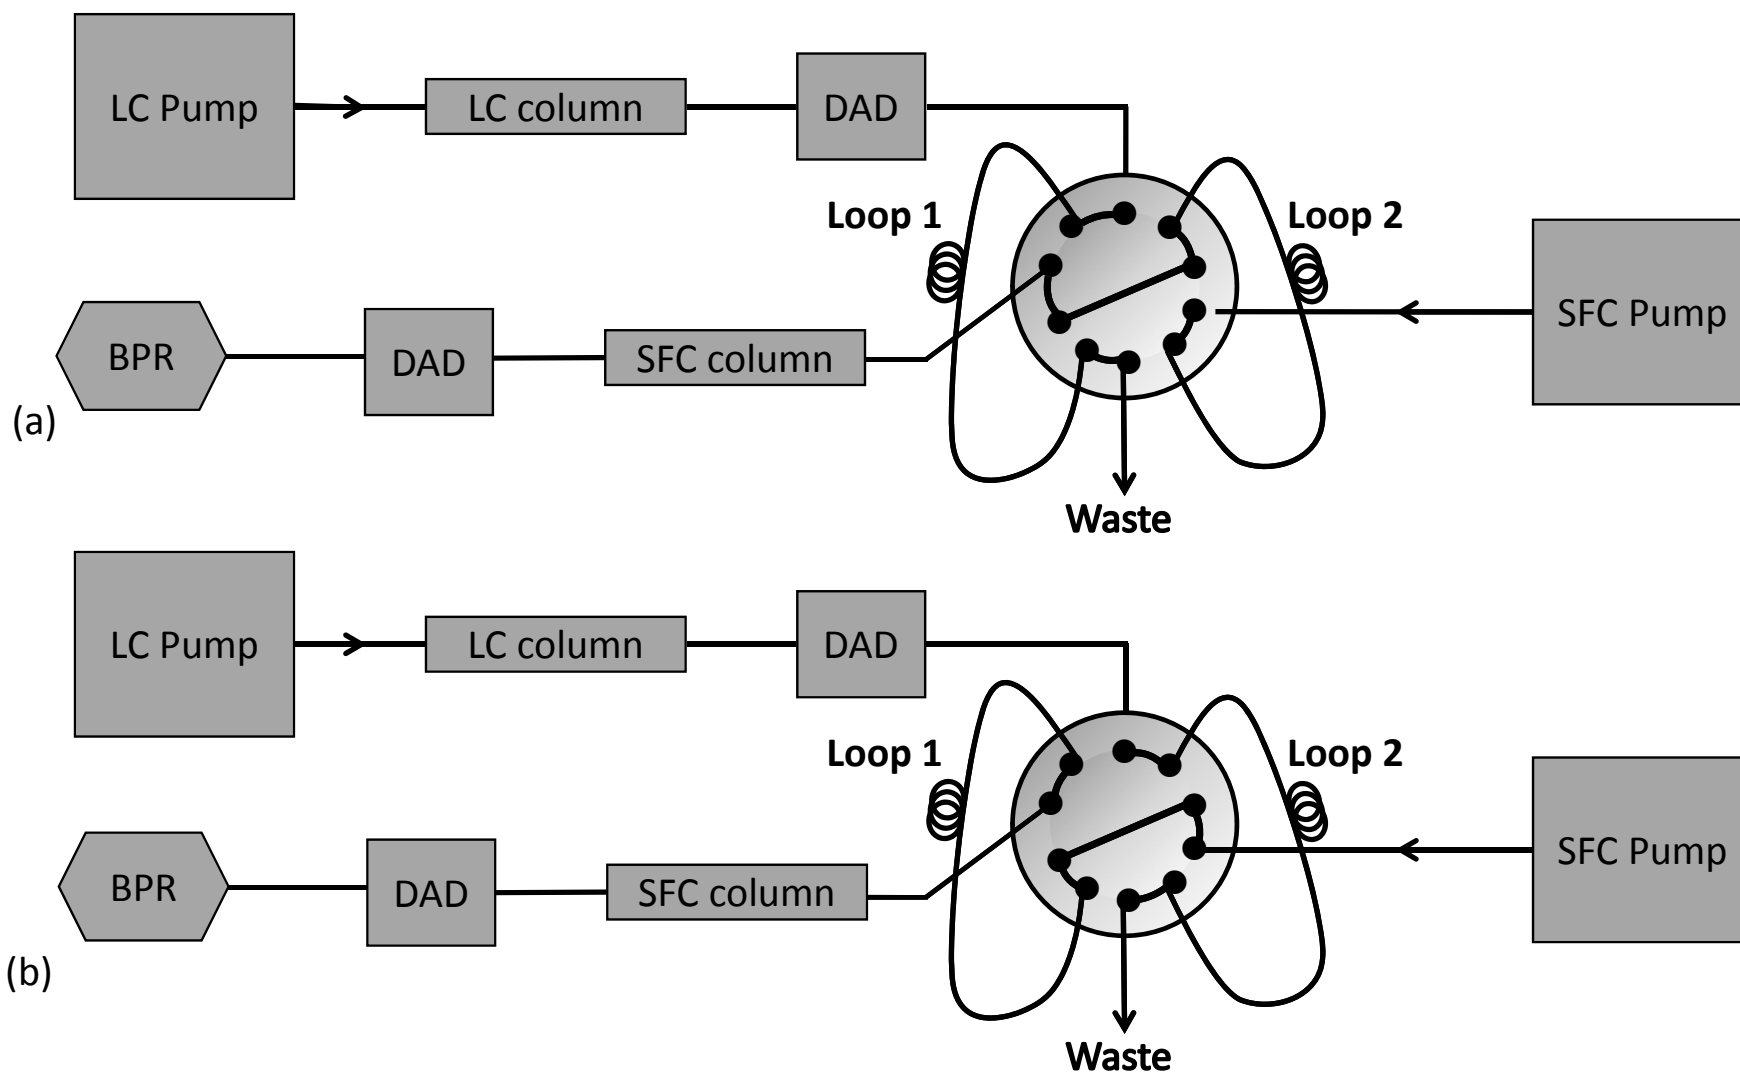 LC Pump
LC column
DAD
Loop 1
Loop 2
SFC Pump
BPR
DAD
SFC column
(a)
Waste
LC Pump
LC column
DAD
Loop 1
Loop 2
SFC Pump
BPR
DAD
SFC column
(b)
Waste